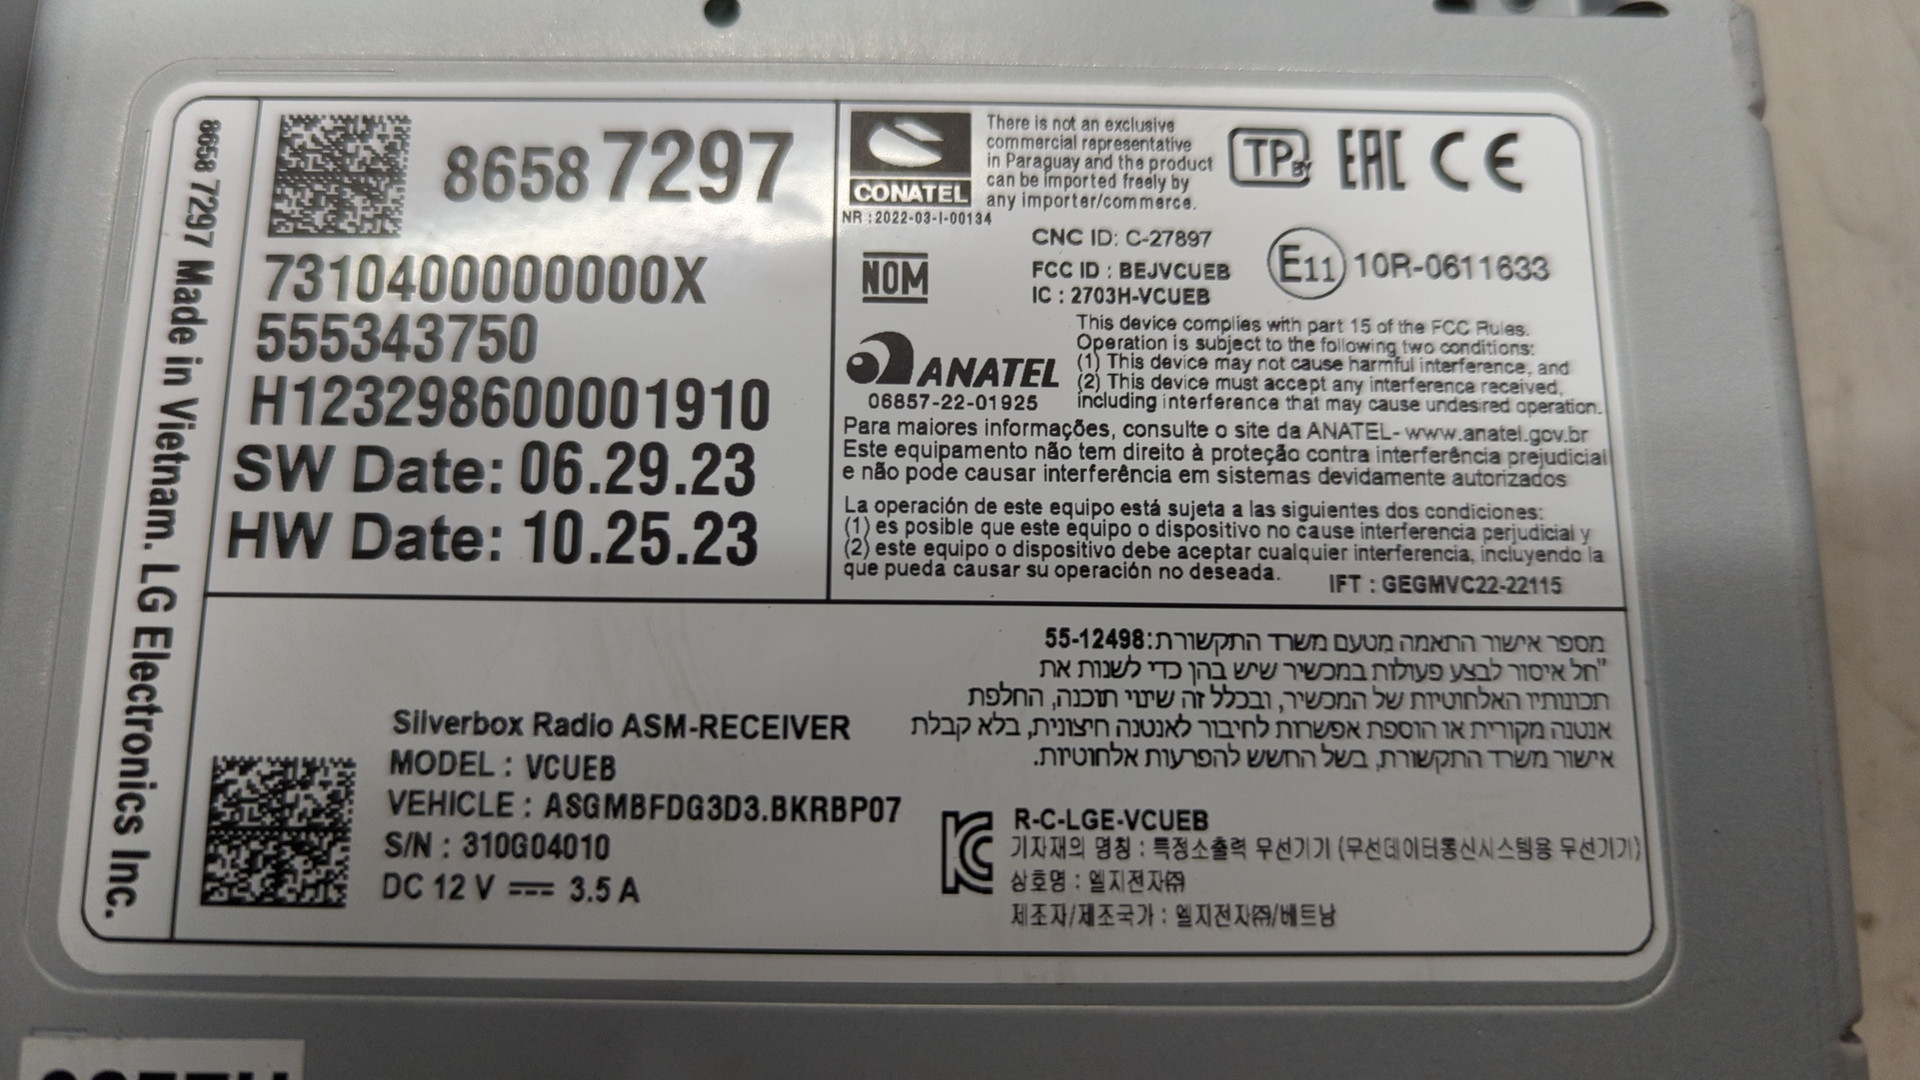 8658 7297 Made in Vietnam. LG Electronics Inc.
8658 7297
7310400000000X
555343750
H123298600001910
SW Date: 06.29.23
HW Date: 10.25.23
CONATEL
NR : 2022-03-I-00134
There is not an exclusive
commercial representative
in Paraguay and the product
can be imported freely by
any importer/commerce.
TP BY EAC CE
NOM
CNC ID: C-27897
FCC ID : BEJVCUEB
IC : 2703H-VCUEB
E11 10R-0611633
ANATEL
06857-22-01925
This device complies with part 15 of the FCC Rules.
Operation is subject to the following two conditions:
(1) This device may not cause harmful interference, and
(2) This device must accept any interference received,
including interference that may cause undesired operation.
Para maiores informações, consulte o site da ANATEL- www.anatel.gov.br
Este equipamento não tem direito à proteção contra interferência prejudicial
e não pode causar interferência em sistemas devidamente autorizados
La operación de este equipo está sujeta a las siguientes dos condiciones:
(1) es posible que este equipo o dispositivo no cause interferencia perjudicial y
(2) este equipo o dispositivo debe aceptar cualquier interferencia, incluyendo la
que pueda causar su operación no deseada.
IFT : GEGMVC22-22115
מספר אישור התאמה מטעם משרד התקשורת:55-12498
"חל איסור לבצע פעולות במכשיר שיש בהן כדי לשנות את
תכונותיו האלחוטיות של המכשיר, ובכלל זה שינוי תוכנה, החלפת
אנטנה מקורית או הוספת אפשרות לחיבור לאנטנה חיצונית, בלא קבלת
אישור משרד התקשורת, בשל החשש להפרעות אלחוטיות.
Silverbox Radio ASM-RECEIVER
MODEL : VCUEB
VEHICLE : ASGMBFDG3D3.BKRBP07
S/N : 310G04010
DC 12 V ⎓ 3.5 A
R-C-LGE-VCUEB
기자재의 명칭 : 특정소출력 무선기기 (무선데이터통신시스템용 무선기기)
상호명 : 엘지전자㈜
제조자/제조국가 : 엘지전자㈜/베트남